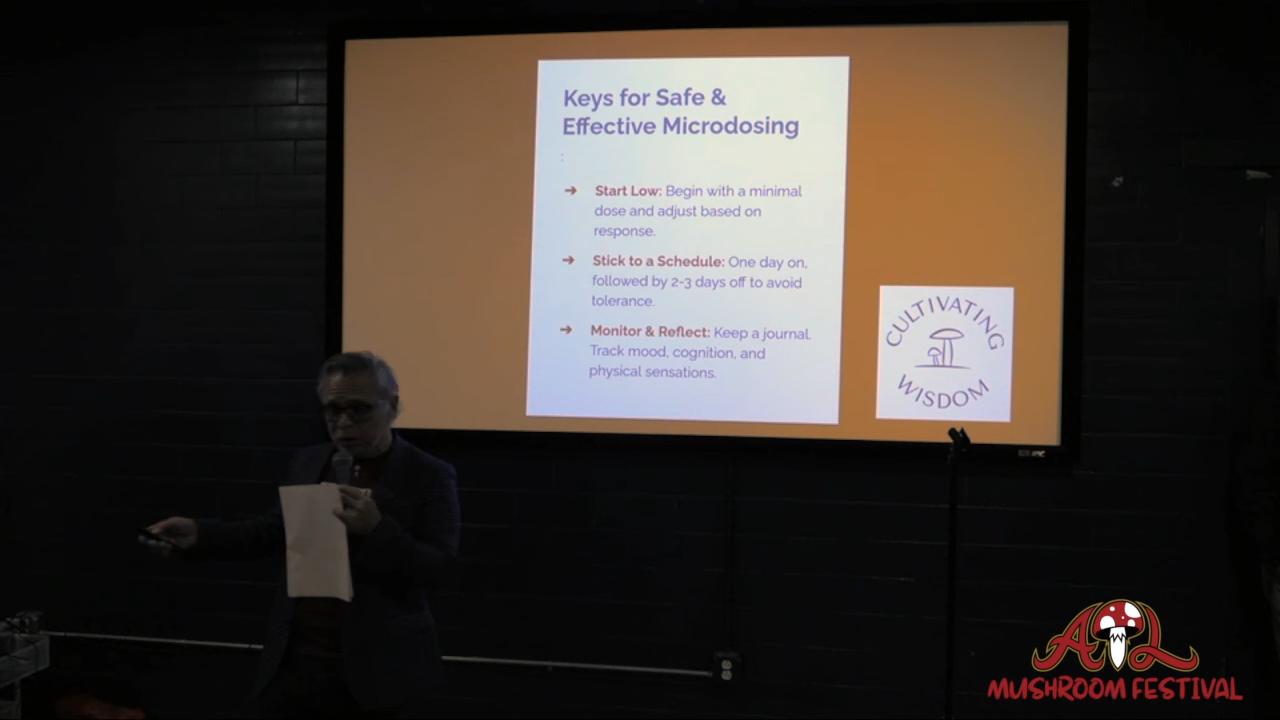 Keys for Safe &
Effective Microdosing
:
➔ Start Low: Begin with a minimal
dose and adjust based on
response.
➔ Stick to a Schedule: One day on,
followed by 2-3 days off to avoid
tolerance.
➔ Monitor & Reflect: Keep a journal.
Track mood, cognition, and
physical sensations.
CULTIVATING
WISDOM
ATL
MUSHROOM FESTIVAL